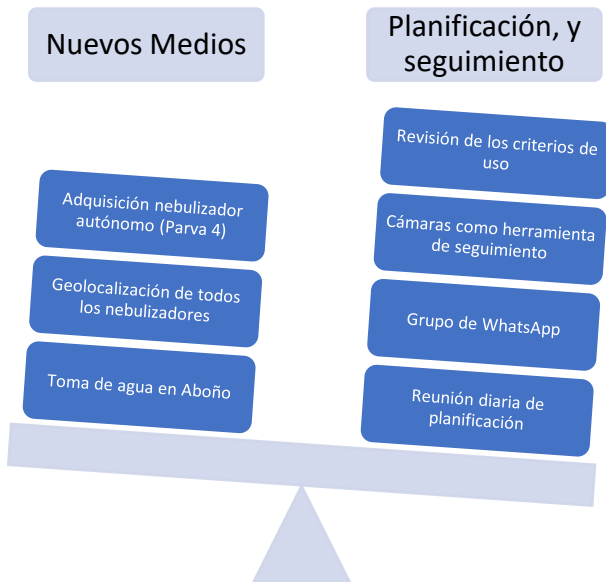 Nuevos Medios
Planificación, y
seguimiento
Adquisición nebulizador
autónomo (Parva 4)
Geolocalización de todos
los nebulizadores
Toma de agua en Aboño
Revisión de los criterios de
uso
Cámaras como herramienta
de seguimiento
Grupo de WhatsApp
Reunión diaria de
planificación